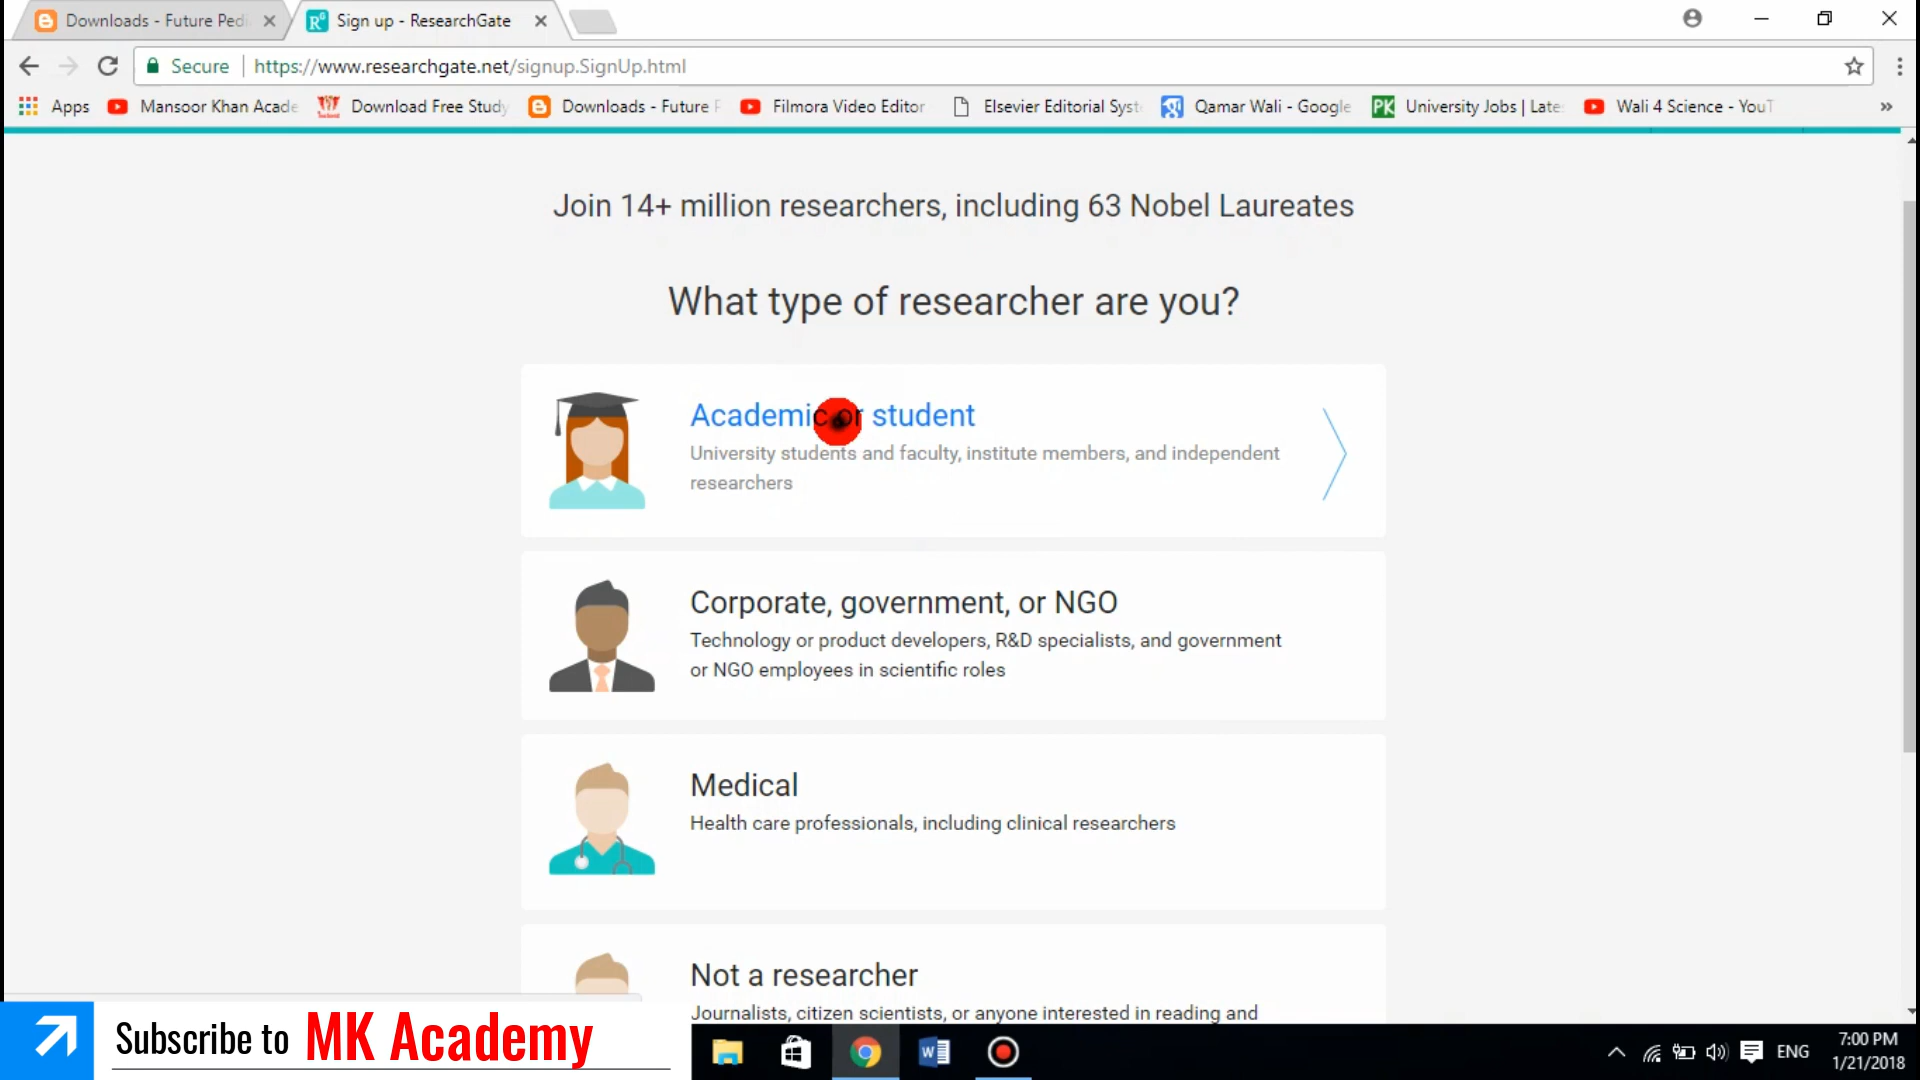 Downloads - Future Pedi
Sign up - ResearchGate
Secure
https://www.researchgate.net/signup.SignUp.html
Apps
Mansoor Khan Acade
Download Free Study
Downloads - Future P
Filmora Video Editor
Elsevier Editorial Syst
Qamar Wali - Google
PK
University Jobs | Late
Wali 4 Science - YouT
»
Join 14+ million researchers, including 63 Nobel Laureates
What type of researcher are you?
Academic or student
University students and faculty, institute members, and independent
researchers
Corporate, government, or NGO
Technology or product developers, R&D specialists, and government
or NGO employees in scientific roles
Medical
Health care professionals, including clinical researchers
Not a researcher
Journalists, citizen scientists, or anyone interested in reading and
Subscribe to MK Academy
ENG
7:00 PM
1/21/2018